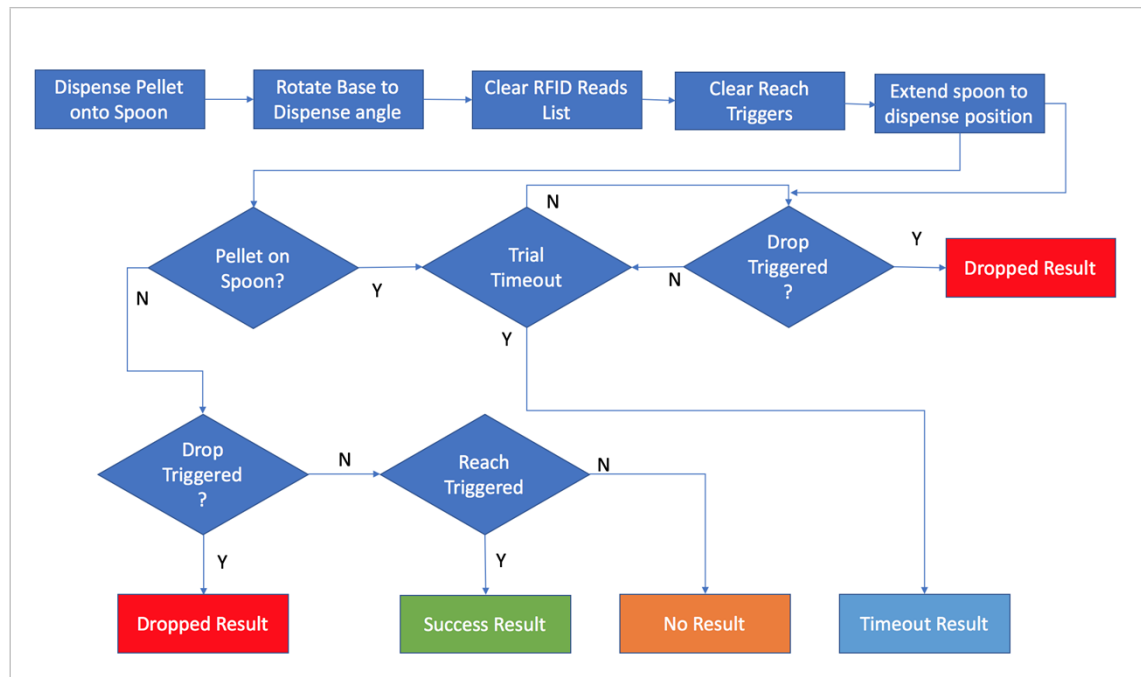 Dispense Pellet
onto Spoon
Rotate Base to
Dispense angle
Clear RFID Reads
List
Clear Reach
Triggers
Extend spoon to
dispense position
N
Pellet on
Spoon?
Y
N
Trial
Timeout
Y
Drop
Triggered
?
N
Y
Dropped Result
Drop
Triggered
?
N
Y
Reach
Triggered
N
Y
Dropped Result
Success Result
No Result
Timeout Result